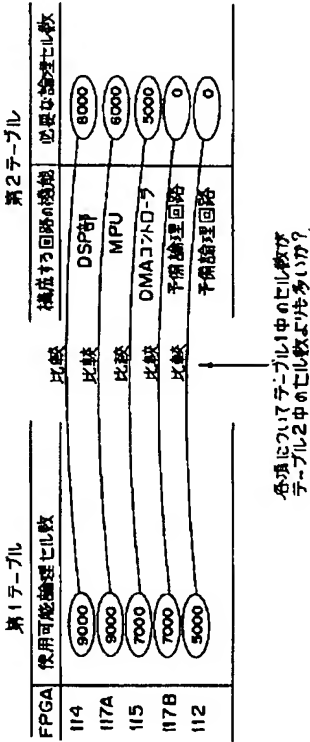 第1テーブル
FPGA 使用可能論理セル数
114 9000
117A 9000
115 7000
117B 7000
112 5000
比較
比較
比較
比較
比較
第2テーブル
構成する回路の機能 必要な論理セル数
DSP部 8000
MPU 6000
DMAコントローラ 5000
予備論理回路 0
予備論理回路 0
各項についてテーブル1中のセル数が
テーブル2中のセル数よりも多いか?